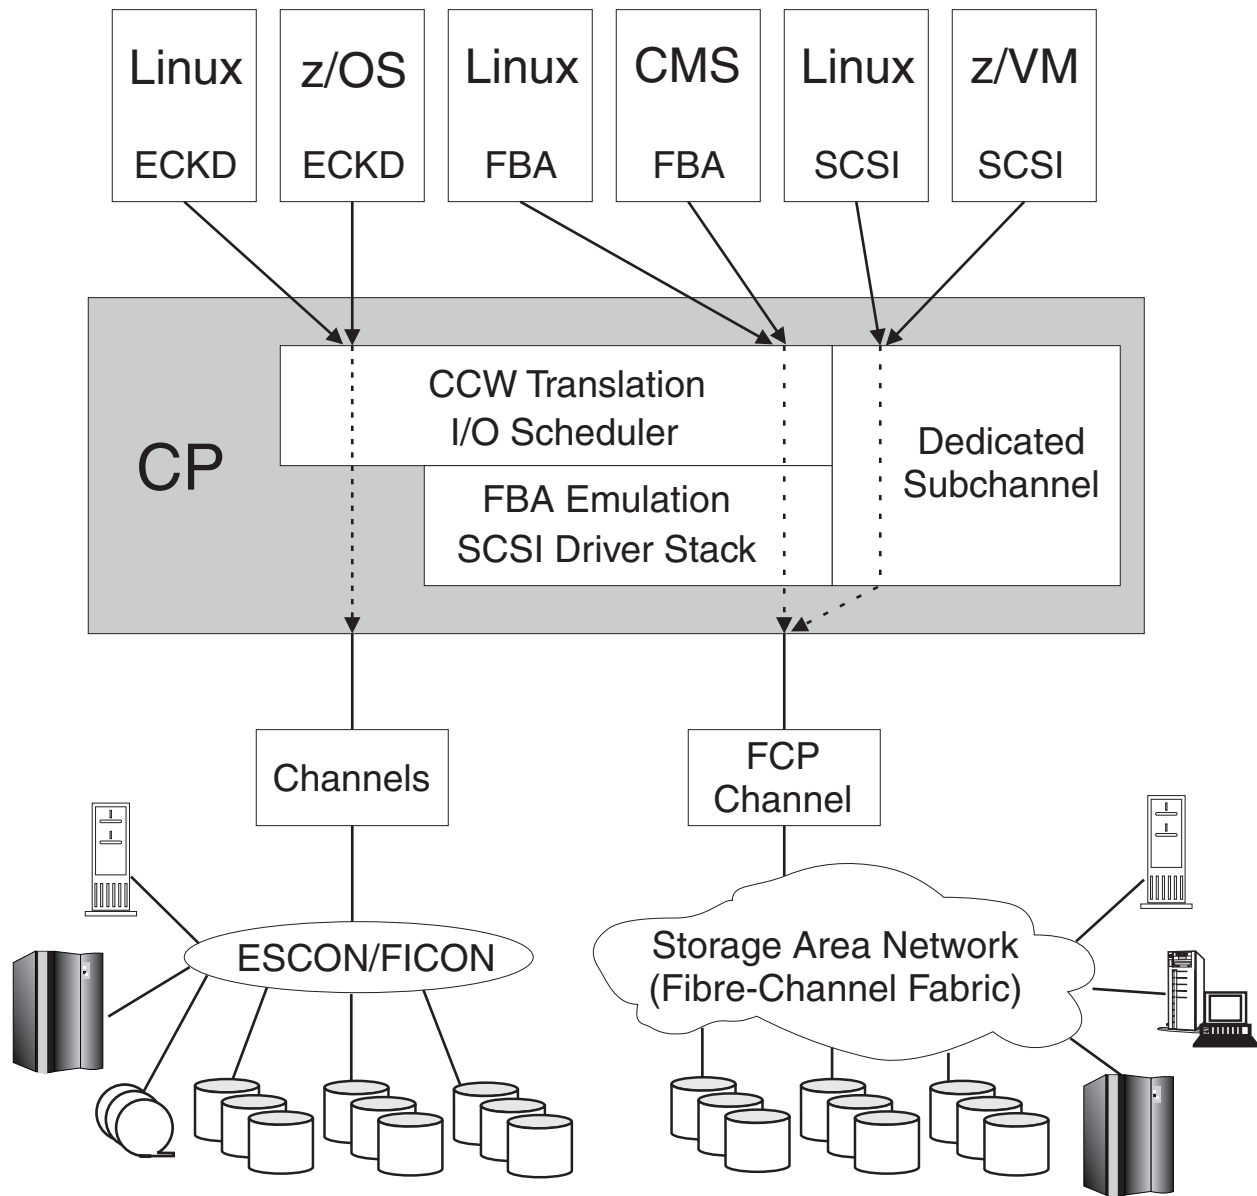 Linux
ECKD
z/OS
ECKD
Linux
FBA
CMS
FBA
Linux
SCSI
z/VM
SCSI
CP
CCW Translation
I/O Scheduler
FBA Emulation
SCSI Driver Stack
Dedicated
Subchannel
Channels
FCP
Channel
ESCON/FICON
Storage Area Network
(Fibre-Channel Fabric)